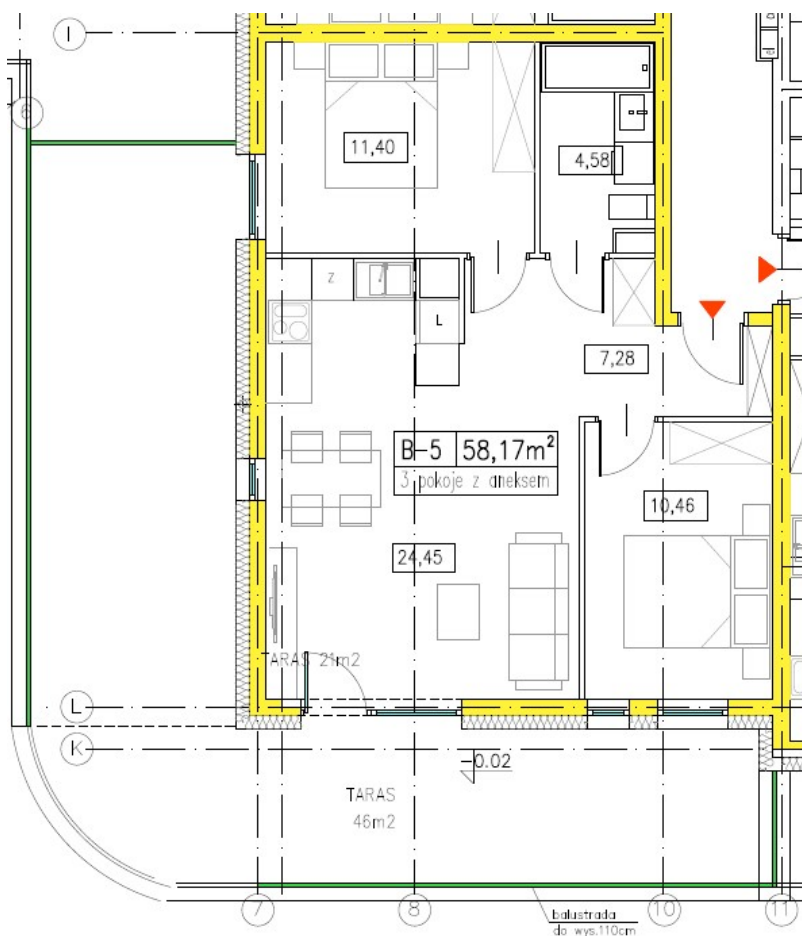 I
6
11,40
4,58
Z
L
7,28
B-5 58,17m²
3 pokoje z aneksem
10,46
24,45
TARAS 21m2
L
K
-0.02
TARAS
46m2
7
8
10
11
balustrada
do wys.110cm